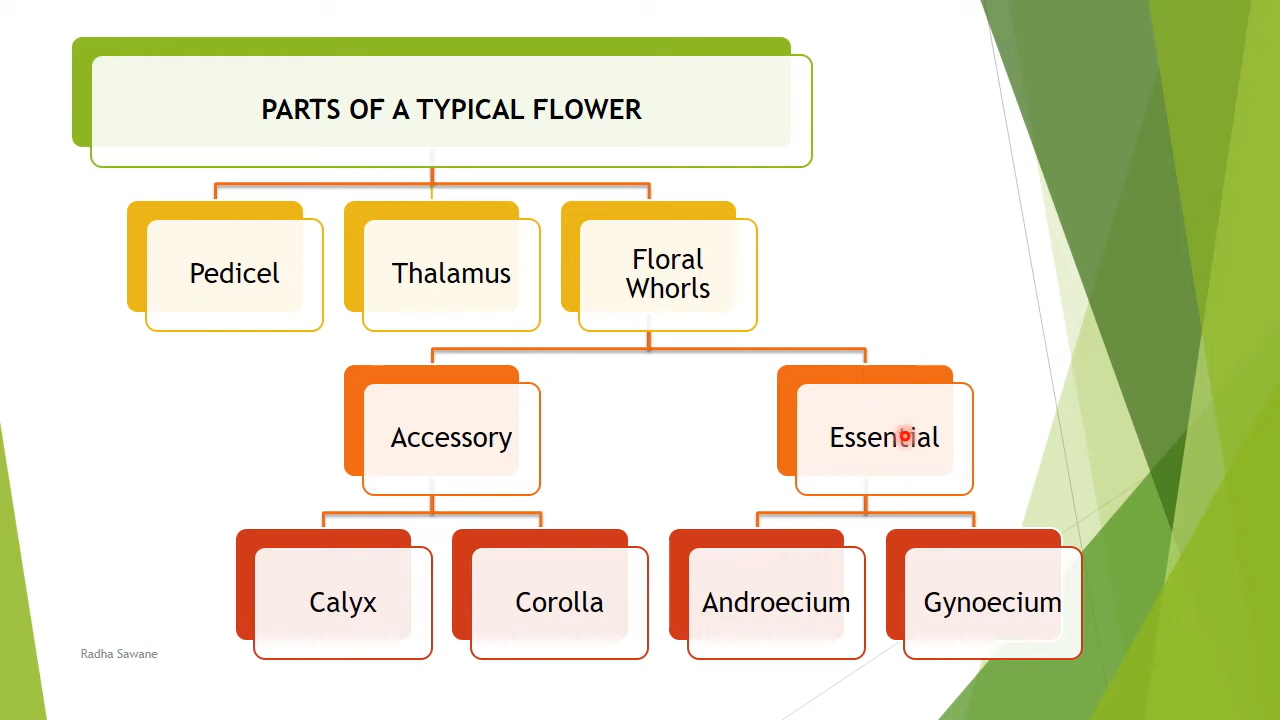 PARTS OF A TYPICAL FLOWER
Pedicel
Thalamus
Floral
Whorls
Accessory
Essential
Calyx
Corolla
Androecium
Gynoecium
Radha Sawane